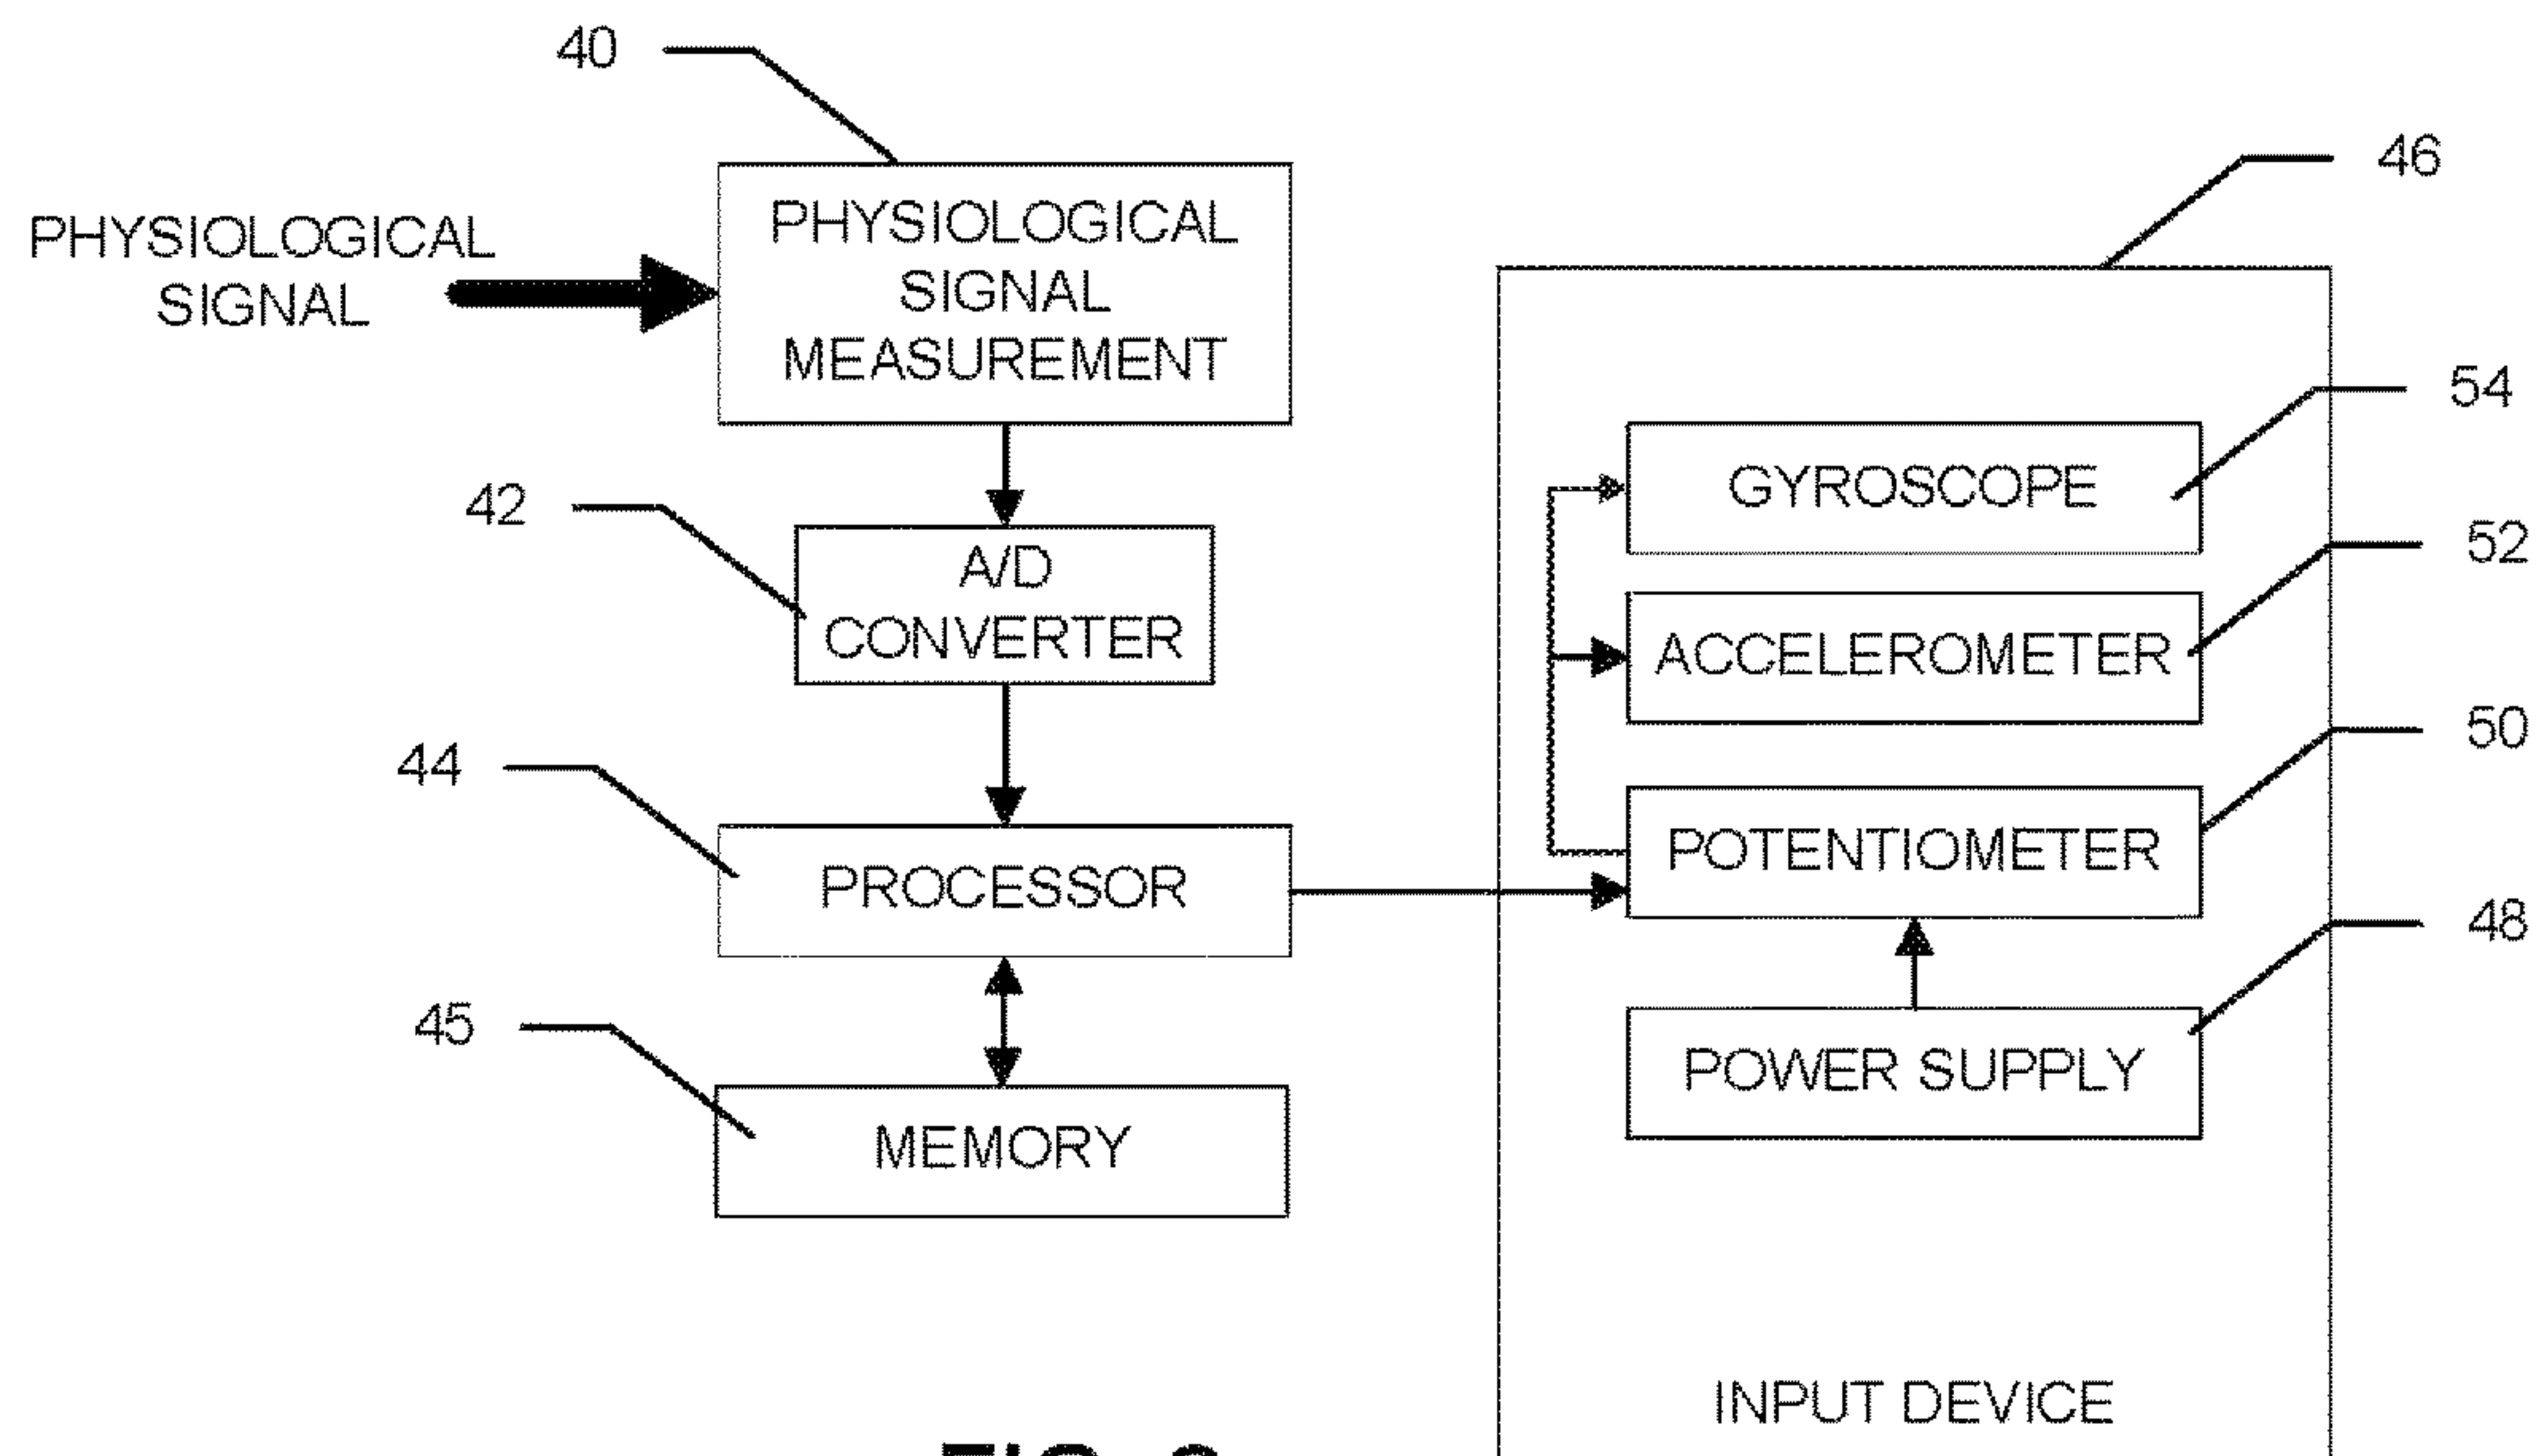 40
46
PHYSIOLOGICAL
SIGNAL
PHYSIOLOGICAL
SIGNAL
MEASUREMENT
54
GYROSCOPE
42
A/D
CONVERTER
52
ACCELEROMETER
44
PROCESSOR
50
POTENTIOMETER
48
POWER SUPPLY
45
MEMORY
INPUT DEVICE